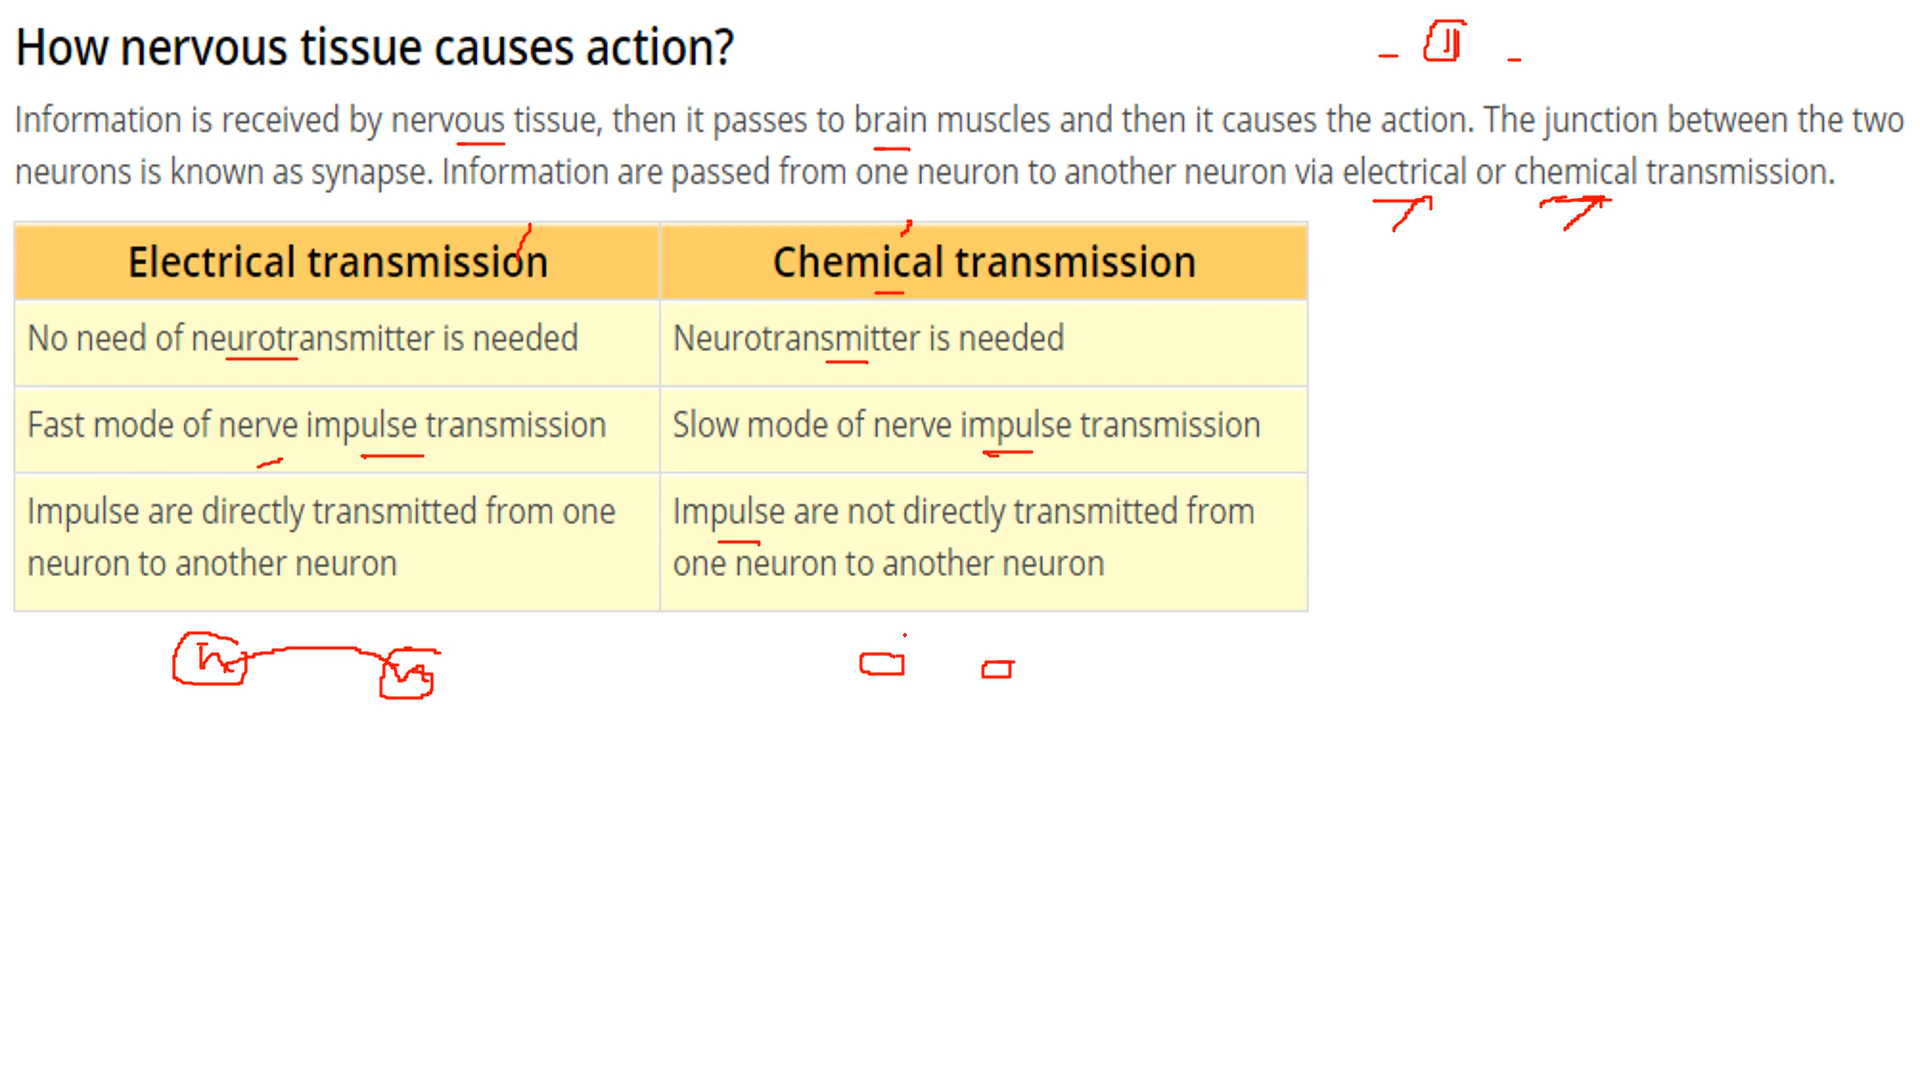 How nervous tissue causes action?
Information is received by nervous tissue, then it passes to brain muscles and then it causes the action. The junction between the two
neurons is known as synapse. Information are passed from one neuron to another neuron via electrical or chemical transmission.
Electrical transmission Chemical transmission
No need of neurotransmitter is needed Neurotransmitter is needed
Fast mode of nerve impulse transmission Slow mode of nerve impulse transmission
Impulse are directly transmitted from one Impulse are not directly transmitted from
neuron to another neuron one neuron to another neuron